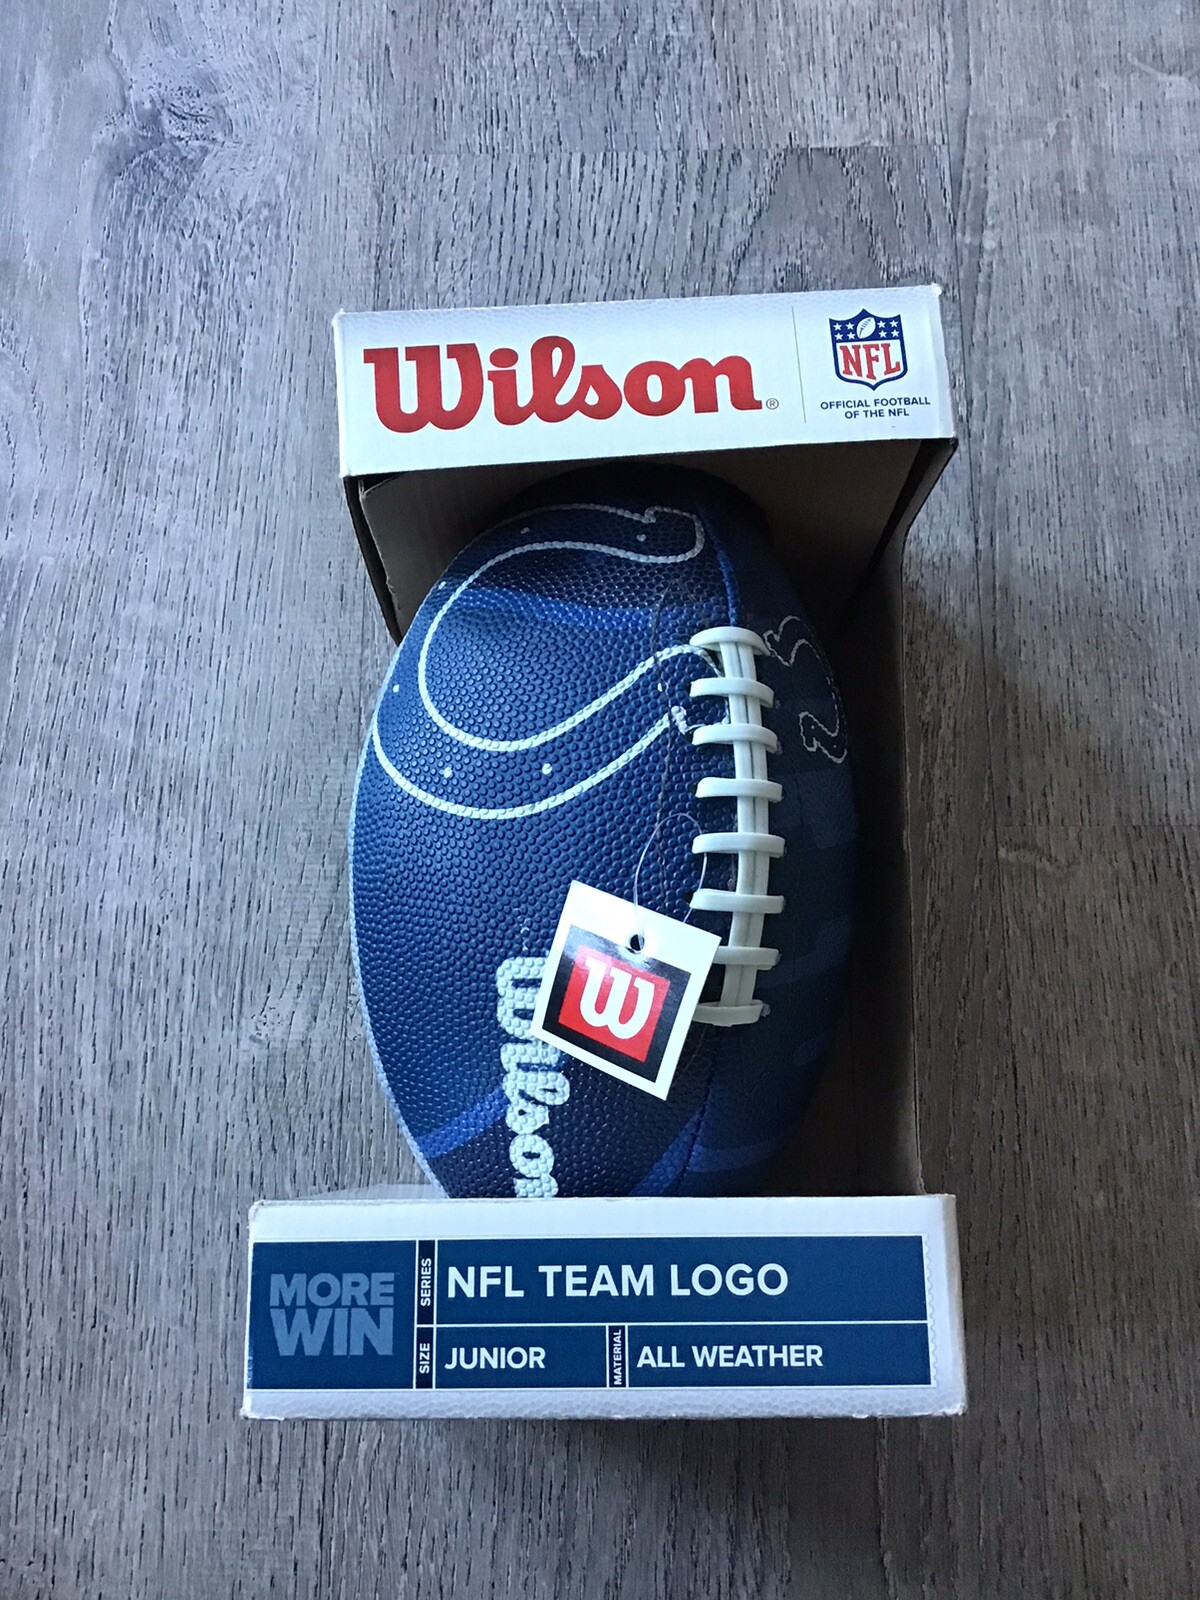 Wilson®
NFL
OFFICIAL FOOTBALL
OF THE NFL
W
Wilson
MORE
WIN
SERIES
NFL TEAM LOGO
SIZE
JUNIOR
MATERIAL
ALL WEATHER